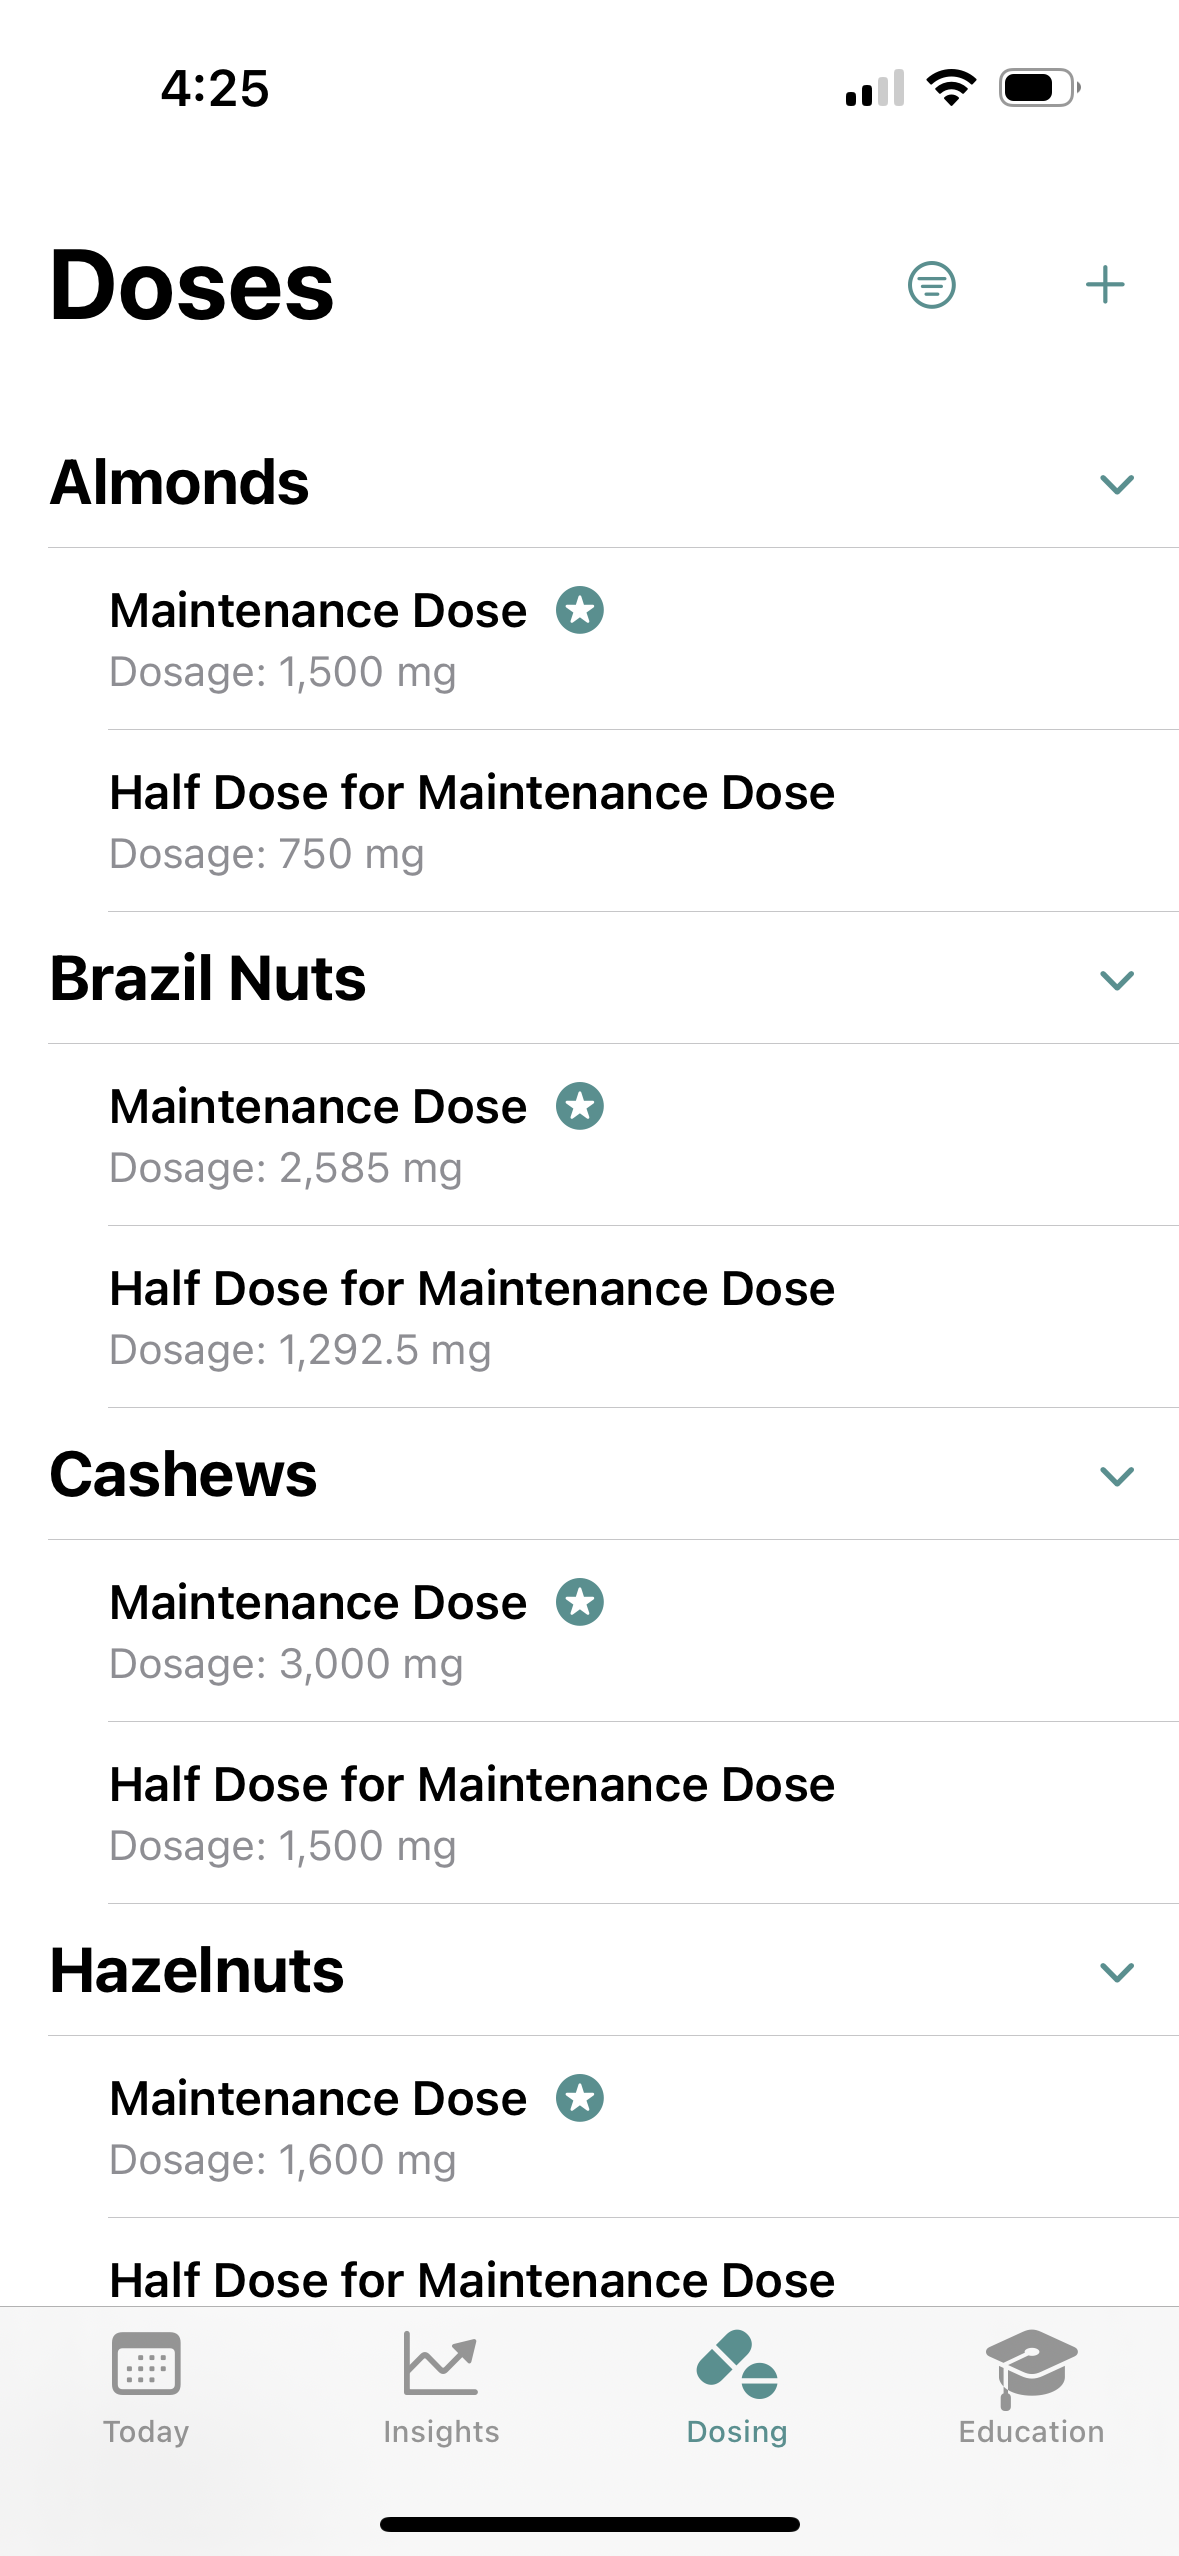 4:25
Doses
Almonds
Maintenance Dose
Dosage: 1,500 mg
Half Dose for Maintenance Dose
Dosage: 750 mg
Brazil Nuts
Maintenance Dose
Dosage: 2,585 mg
Half Dose for Maintenance Dose
Dosage: 1,292.5 mg
Cashews
Maintenance Dose
Dosage: 3,000 mg
Half Dose for Maintenance Dose
Dosage: 1,500 mg
Hazelnuts
Maintenance Dose
Dosage: 1,600 mg
Half Dose for Maintenance Dose
Today Insights Dosing Education